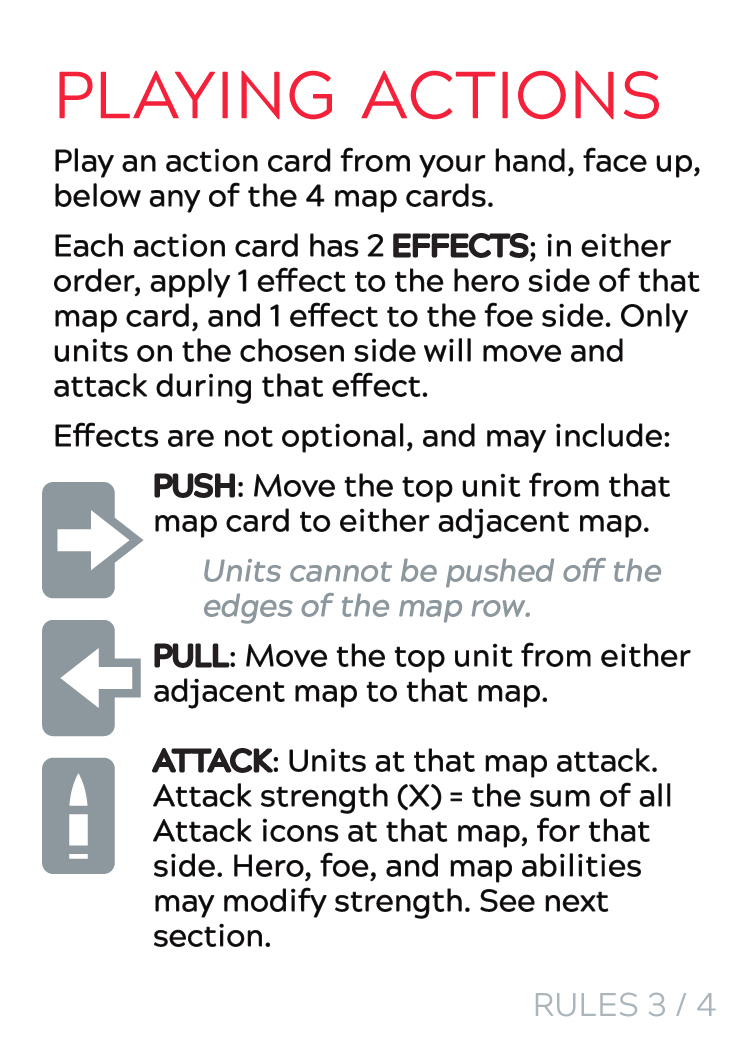 PLAYING ACTIONS
Play an action card from your hand, face up,
below any of the 4 map cards.
Each action card has 2 EFFECTS; in either
order, apply 1 effect to the hero side of that
map card, and 1 effect to the foe side. Only
units on the chosen side will move and
attack during that effect.
Effects are not optional, and may include:
PUSH: Move the top unit from that
map card to either adjacent map.
Units cannot be pushed off the
edges of the map row.
PULL: Move the top unit from either
adjacent map to that map.
ATTACK: Units at that map attack.
Attack strength (X) = the sum of all
Attack icons at that map, for that
side. Hero, foe, and map abilities
may modify strength. See next
section.
RULES 3 / 4